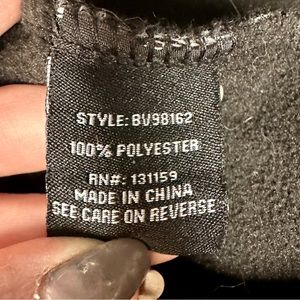 STYLE: BV98162
100% POLYESTER
RN#: 131159
MADE IN CHINA
SEE CARE ON REVERSE